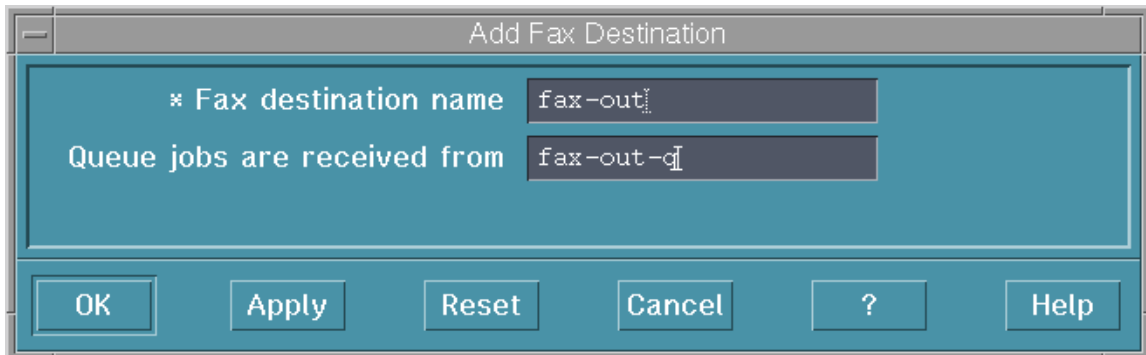 Add Fax Destination
* Fax destination name fax-out
Queue jobs are received from fax-out-q
OK Apply Reset Cancel ? Help